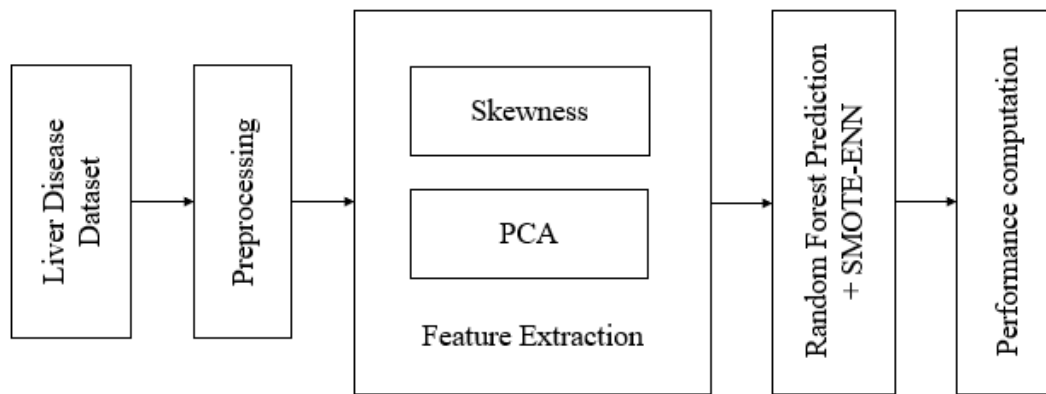 Liver Disease
Dataset
Preprocessing
Skewness
PCA
Feature Extraction
Random Forest Prediction
+ SMOTE-ENN
Performance computation